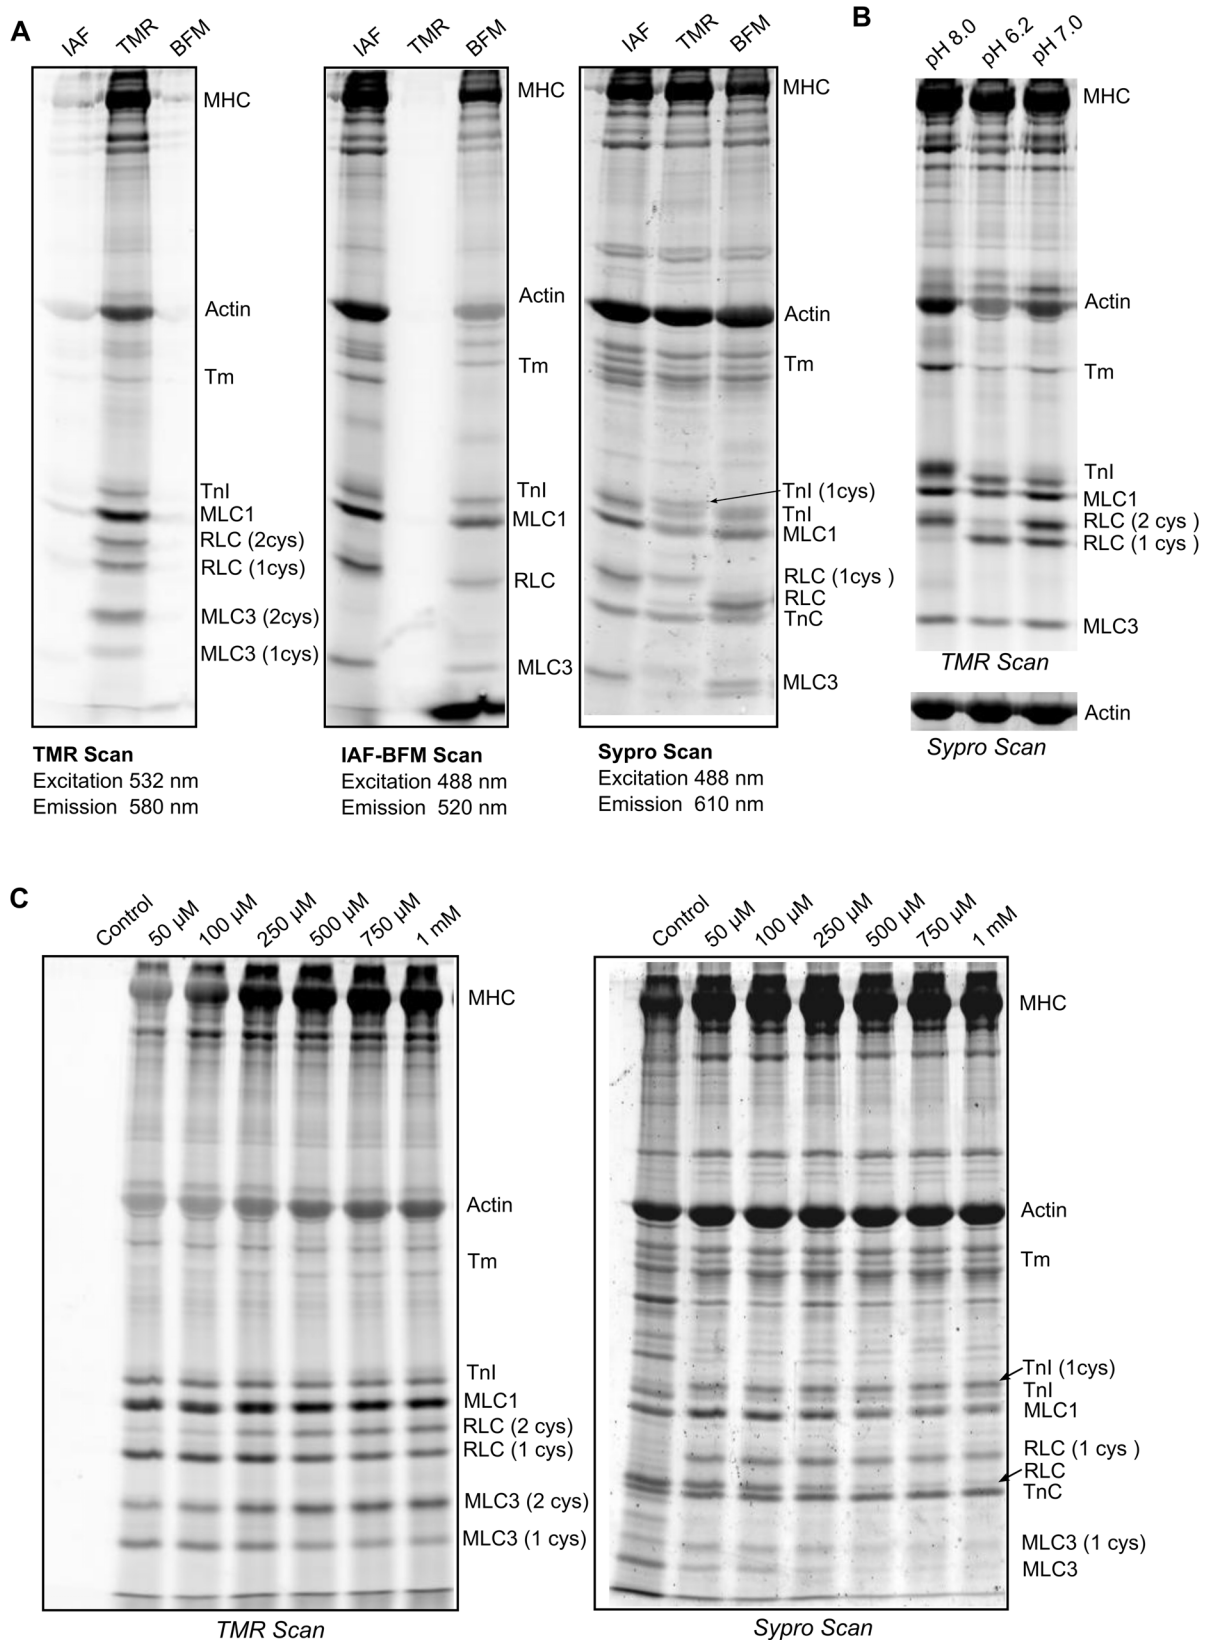 A
IAF TMR BFM
MHC
Actin
Tm
TnI
MLC1
RLC (2cys)
RLC (1cys)
MLC3 (2cys)
MLC3 (1cys)
TMR Scan
Excitation 532 nm
Emission 580 nm
IAF TMR BFM
MHC
Actin
Tm
TnI
MLC1
RLC
MLC3
IAF-BFM Scan
Excitation 488 nm
Emission 520 nm
IAF TMR BFM
MHC
Actin
Tm
TnI (1cys)
TnI
MLC1
RLC (1cys )
RLC
TnC
MLC3
Sypro Scan
Excitation 488 nm
Emission 610 nm
B
pH 8.0 pH 6.2 pH 7.0
MHC
Actin
Tm
TnI
MLC1
RLC (2 cys )
RLC (1 cys )
MLC3
TMR Scan
Actin
Sypro Scan
C
Control 50 µM 100 µM 250 µM 500 µM 750 µM 1 mM
MHC
Actin
Tm
TnI
MLC1
RLC (2 cys)
RLC (1 cys)
MLC3 (2 cys)
MLC3 (1 cys)
TMR Scan
Control 50 µM 100 µM 250 µM 500 µM 750 µM 1 mM
MHC
Actin
Tm
TnI (1cys)
TnI
MLC1
RLC (1 cys )
RLC
TnC
MLC3 (1 cys)
MLC3
Sypro Scan